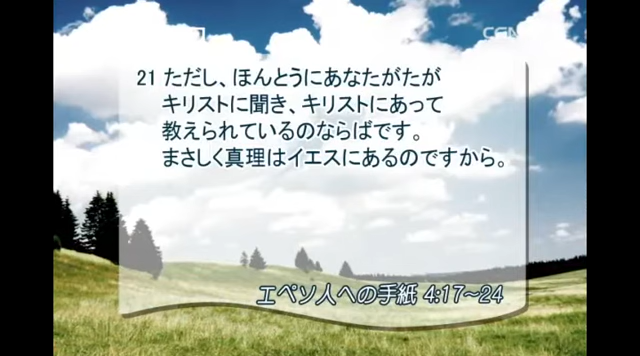 CGN
21 ただし、ほんとうにあなたがたが
キリストに聞き、キリストにあって
教えられているのならばです。
まさしく真理はイエスにあるのですから。
エペソ人への手紙 4:17～24